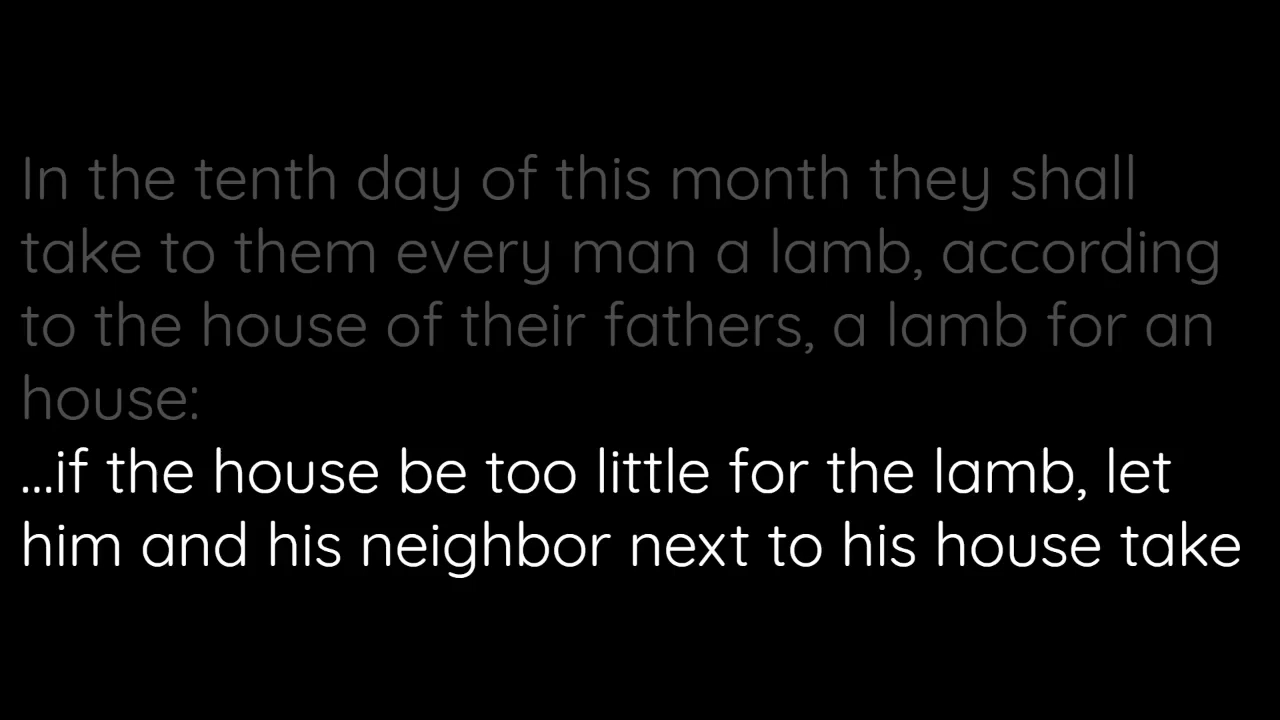 In the tenth day of this month they shall
take to them every man a lamb, according
to the house of their fathers, a lamb for an
house:
...if the house be too little for the lamb, let
him and his neighbor next to his house take